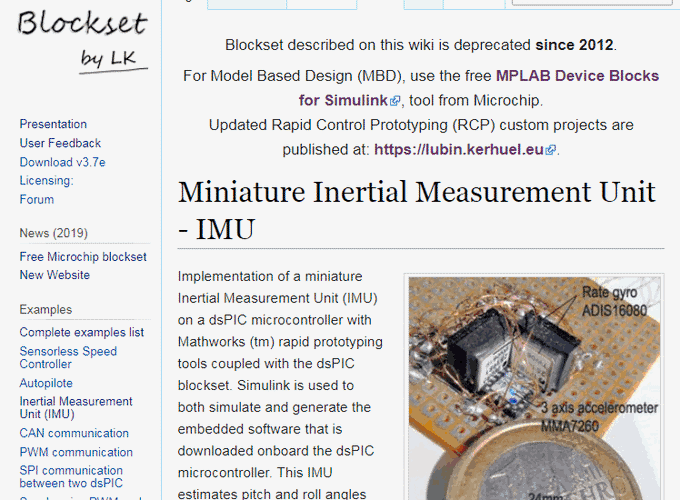 Blockset
by LK
Presentation
User Feedback
Download v3.7e
Licensing:
Forum
News (2019)
Free Microchip blockset
New Website
Examples
Complete examples list
Sensorless Speed
Controller
Autopilote
Inertial Measurement
Unit (IMU)
CAN communication
PWM communication
SPI communication
between two dsPIC
Blockset described on this wiki is deprecated since 2012.
For Model Based Design (MBD), use the free MPLAB Device Blocks
for Simulink, tool from Microchip.
Updated Rapid Control Prototyping (RCP) custom projects are
published at: https://lubin.kerhuel.eu.
Miniature Inertial Measurement Unit
- IMU
Implementation of a miniature
Inertial Measurement Unit (IMU)
on a dsPIC microcontroller with
Mathworks (tm) rapid prototyping
tools coupled with the dsPIC
blockset. Simulink is used to
both simulate and generate the
embedded software that is
downloaded onboard the dsPIC
microcontroller. This IMU
estimates pitch and roll angles
Rate gyro
ADIS16080
3 axis accelerometer
MMA7260
24mm